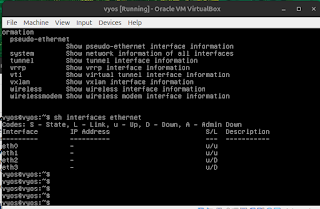 vyos [Running] - Oracle VM VirtualBox
File Machine View Input Devices Help
ormation
pseudo-ethernet
Show pseudo-ethernet interface information
system Show network information of all interfaces
tunnel Show tunnel interface information
vrrp Show vrrp interface information
vti Show virtual tunnel interface information
vxlan Show vxlan interface information
wireless Show wireless interface information
wirelessmodem Show wireless modem interface information
vyos@vyos:~$ sh interfaces ethernet
Codes: S - State, L - Link, u - Up, D - Down, A - Admin Down
Interface IP Address S/L Description
--------- ---------- --- -----------
eth0 - u/u
eth1 - u/u
eth2 - u/D
eth3 - u/D
vyos@vyos:~$
vyos@vyos:~$
vyos@vyos:~$
vyos@vyos:~$